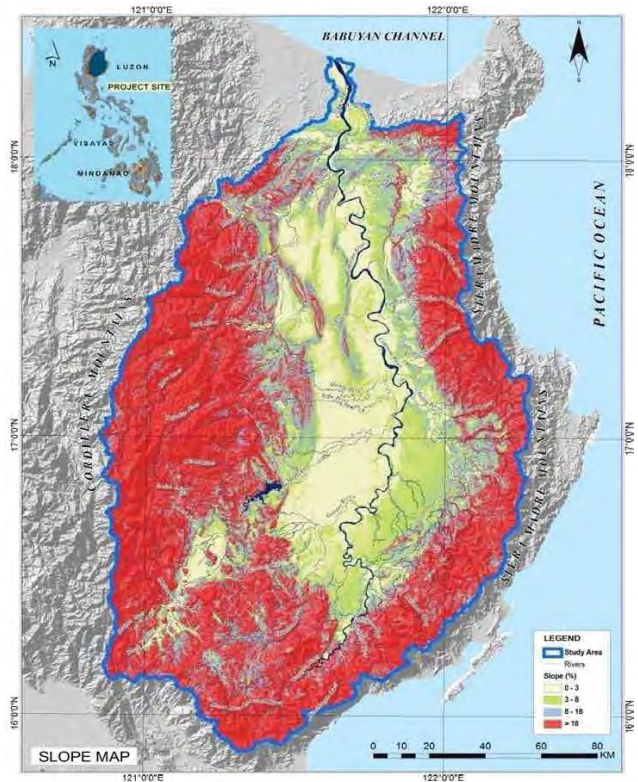 121°0'0"E
122°0'0"E
BABUYAN CHANNEL
N
S
LUZON
PROJECT SITE
VISAYAS
MINDANAO
18°0'0"N
18°0'0"N
SIERA MADRE MOUNTAINS
PACIFIC OCEAN
CORDILLERA MOUNTAINS
17°0'0"N
17°0'0"N
SIERA MADRE MOUNTAINS
16°0'0"N
16°0'0"N
LEGEND
Study Area
Rivers
Slope (%)
0 - 3
3 - 8
8 - 18
> 18
SLOPE MAP
0 10 20 40 60 80
KM
121°0'0"E
122°0'0"E